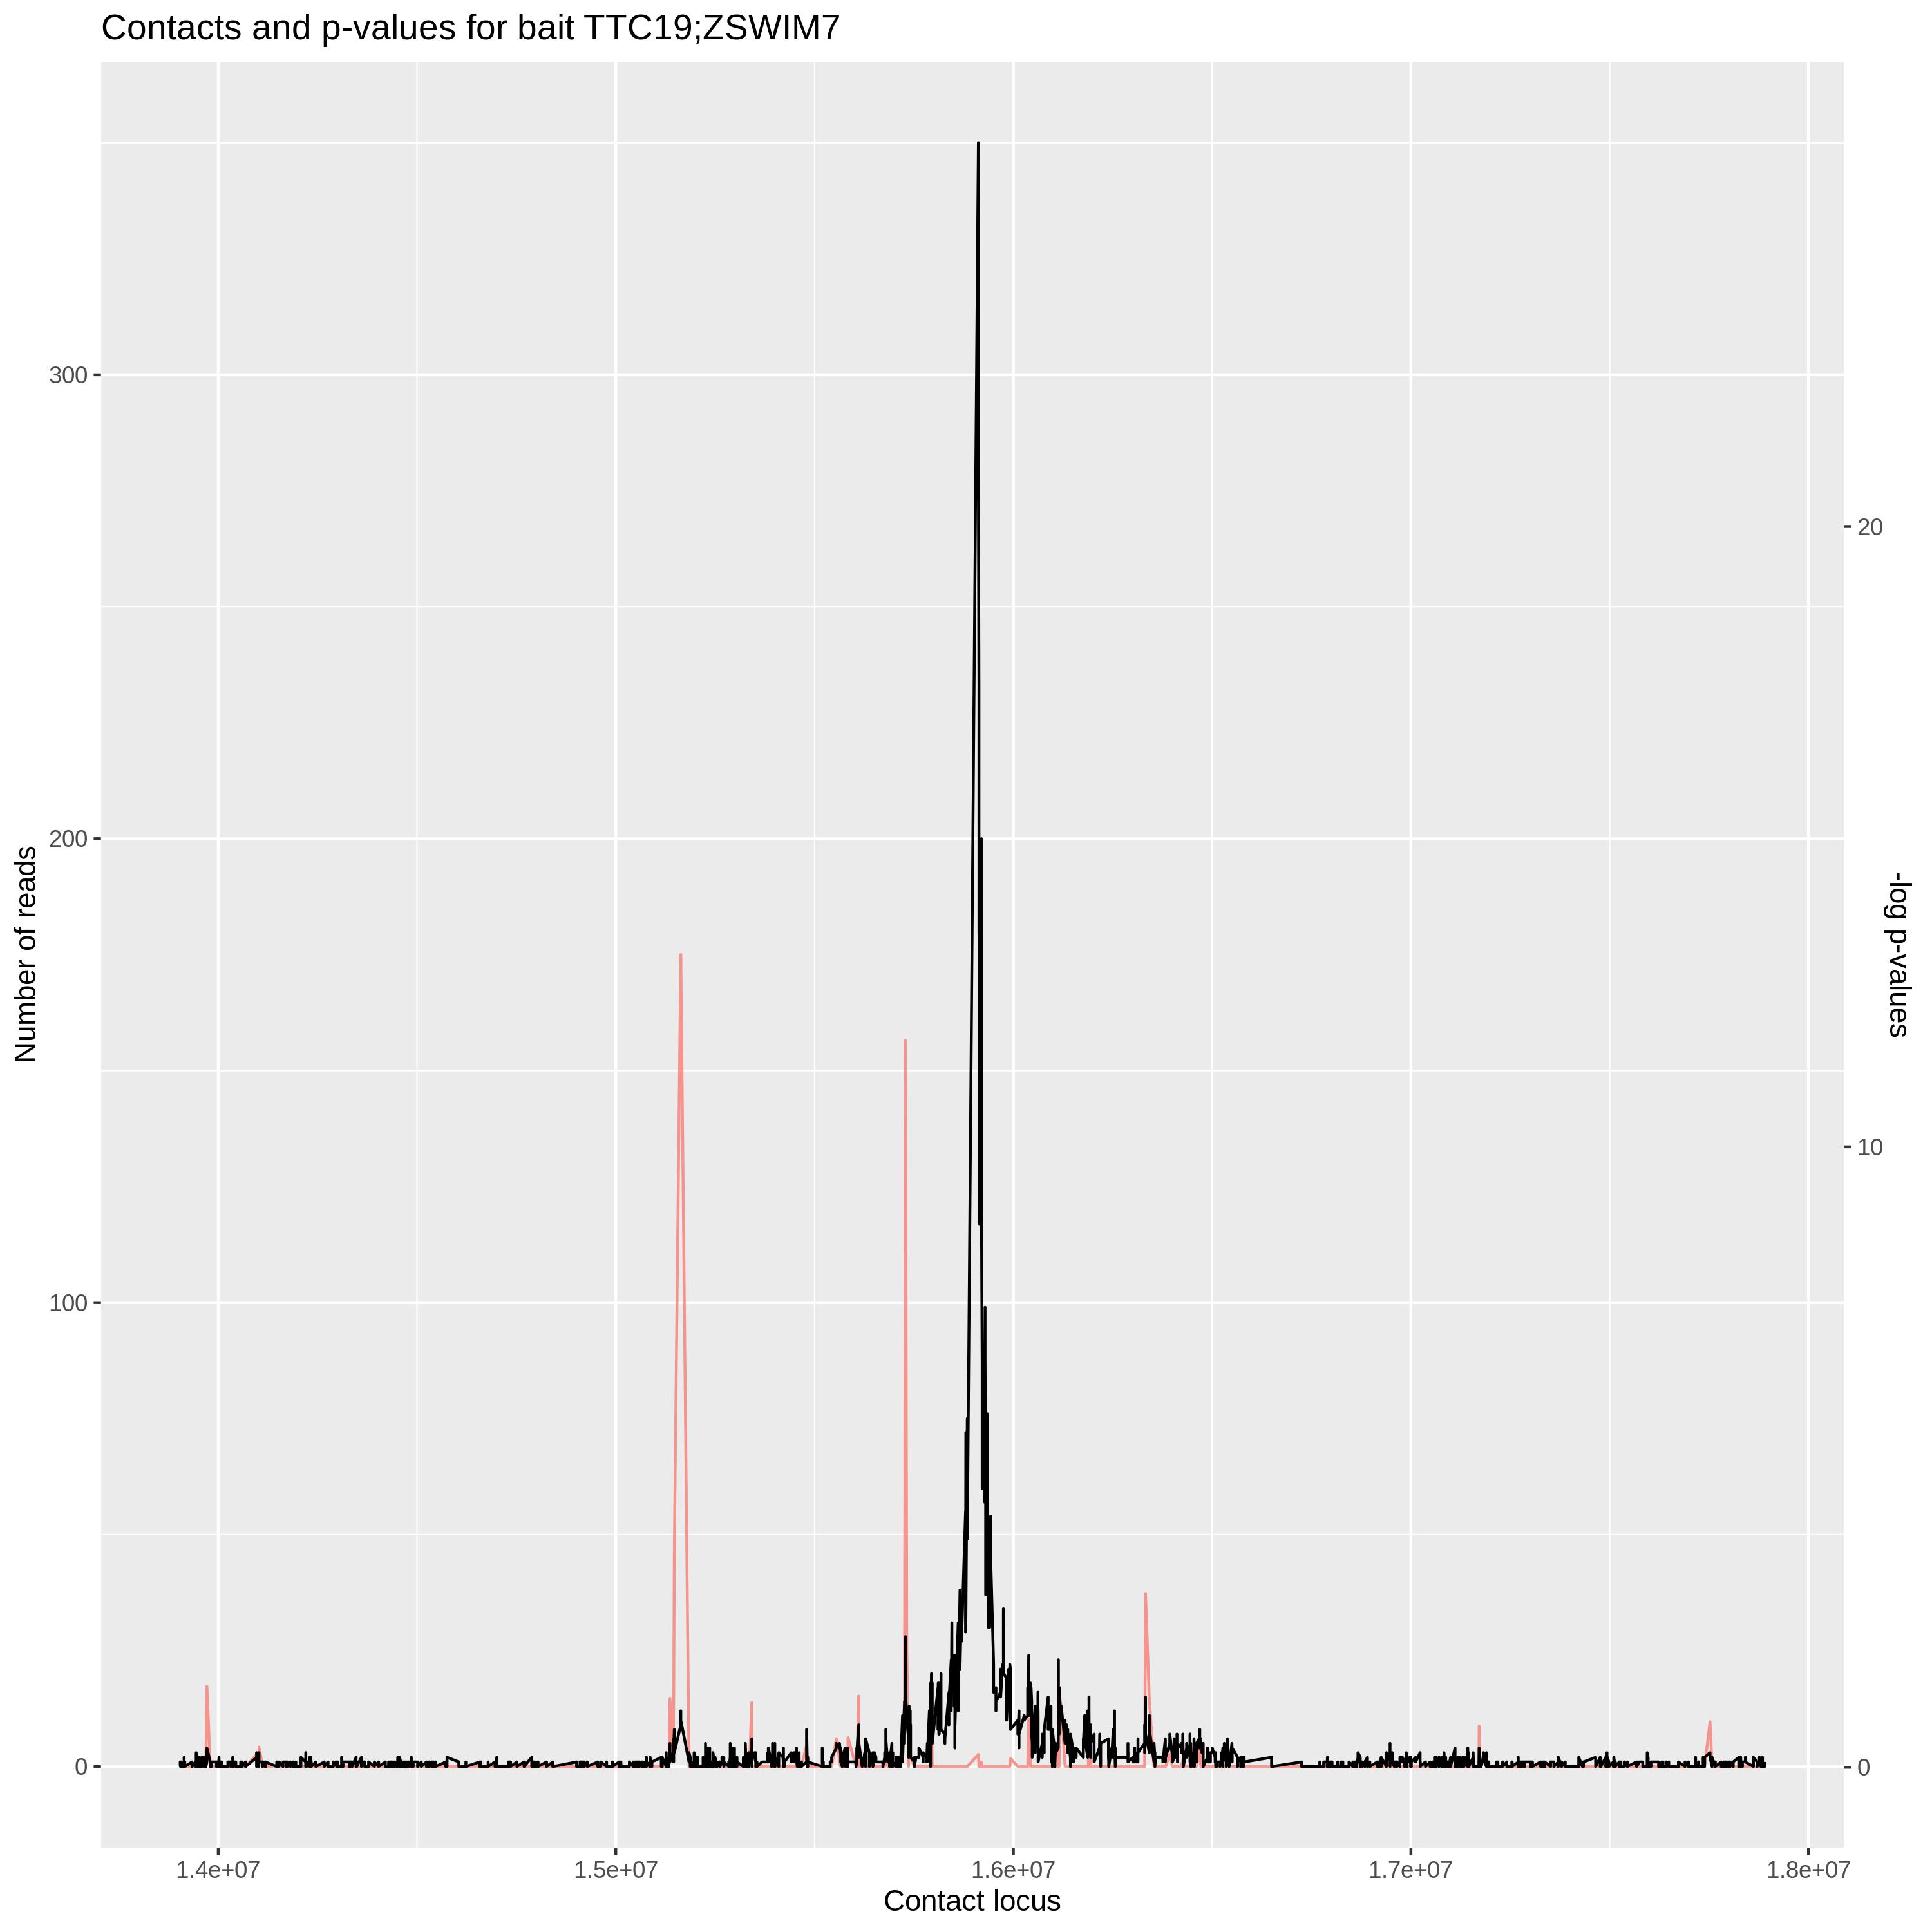 Contacts and p-values for bait TTC19;ZSWIM7
Number of reads
300
200
100
0
20
10
0
-log p-values
1.4e+07
1.5e+07
1.6e+07
1.7e+07
1.8e+07
Contact locus